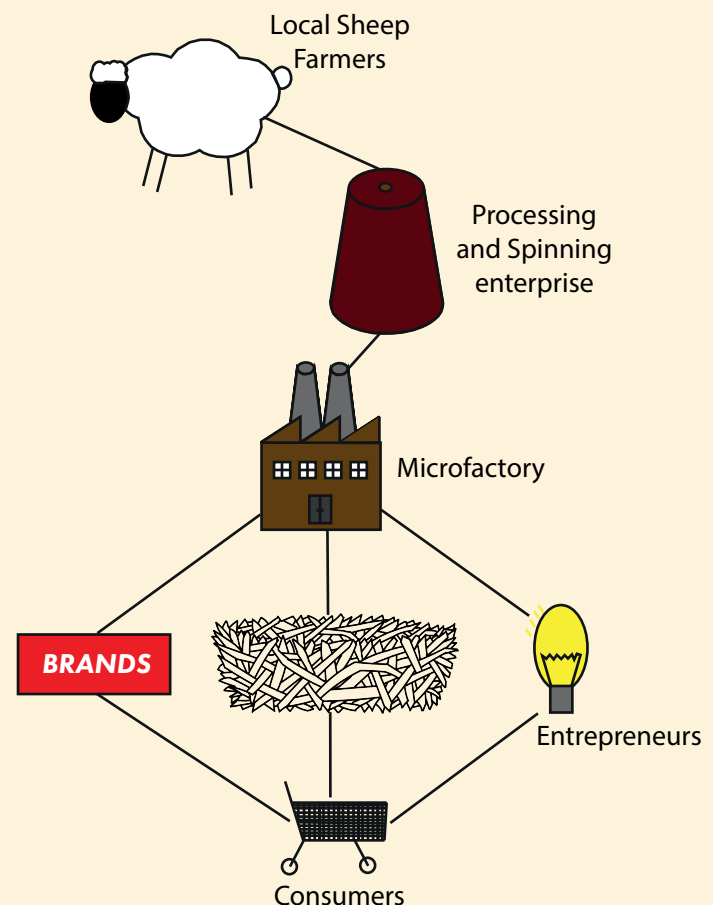 Local Sheep
Farmers
Processing
and Spinning
enterprise
Microfactory
BRANDS
Entrepreneurs
Consumers